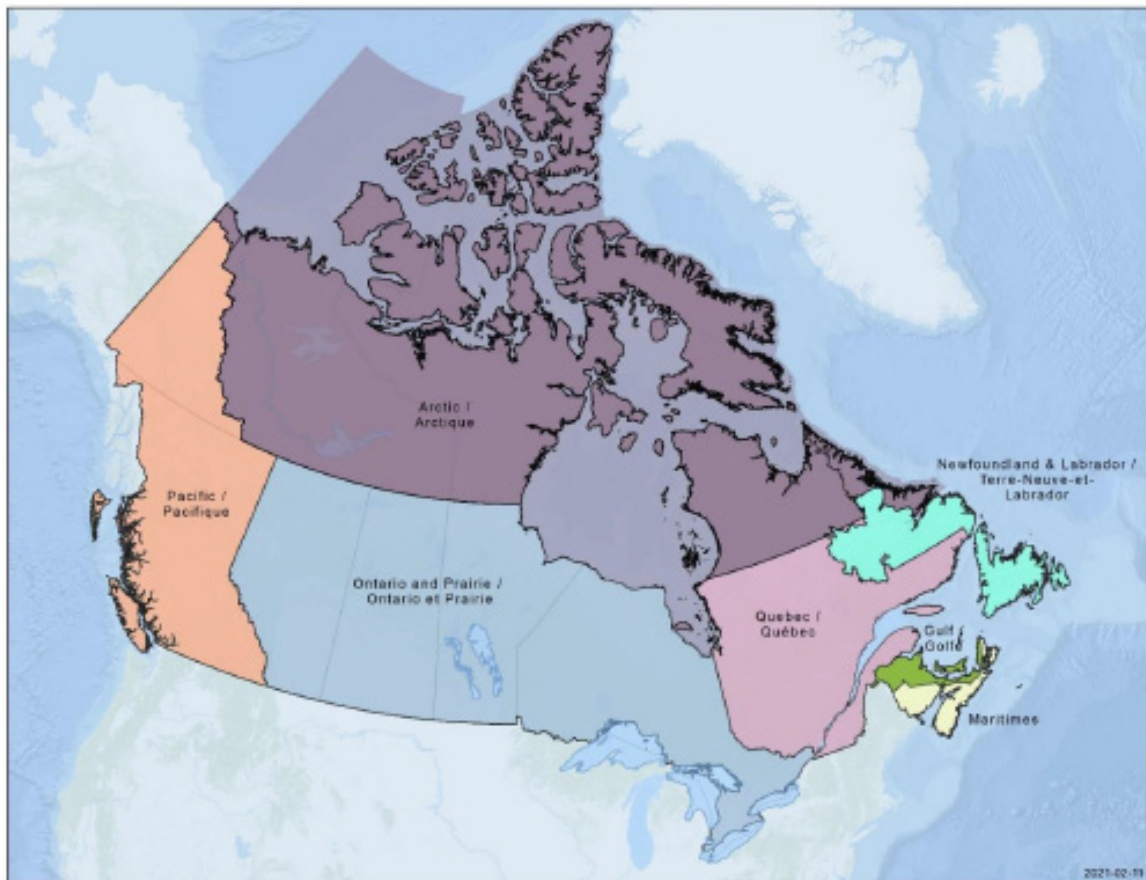 Arctic /
Arctique
Newfoundland & Labrador /
Terre-Neuve-et-
Labrador
Pacific /
Pacifique
Ontario and Prairie /
Ontario et Prairie
Quebec /
Québec
Gulf /
Golfe
Maritimes
2021-02-11